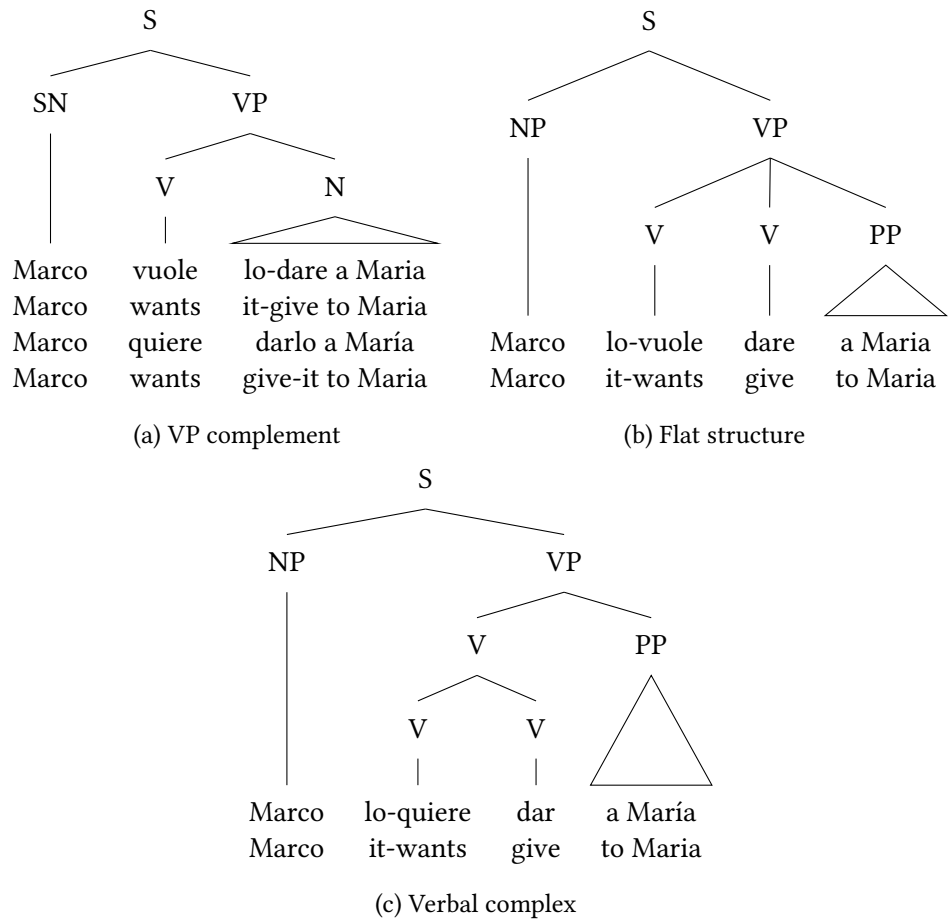 S
SN VP
V N
Marco vuole lo-dare a Maria
Marco wants it-give to Maria
Marco quiere darlo a María
Marco wants give-it to Maria
(a) VP complement
S
NP VP
V V PP
Marco lo-vuole dare a Maria
Marco it-wants give to Maria
(b) Flat structure
S
NP VP
V PP
V V
Marco lo-quiere dar a María
Marco it-wants give to Maria
(c) Verbal complex